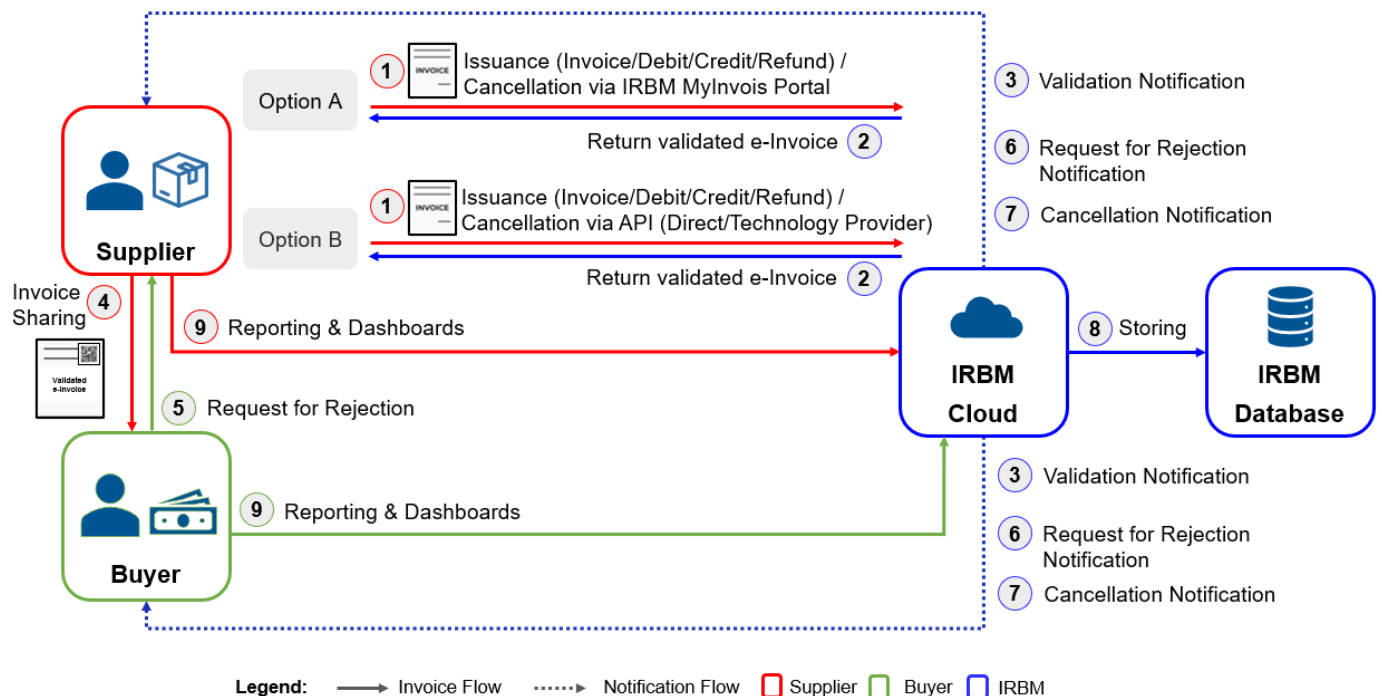 1
INVOICE
Issuance (Invoice/Debit/Credit/Refund) /
Cancellation via IRBM MyInvois Portal
Option A
Return validated e-Invoice 2
3 Validation Notification
6 Request for Rejection
Notification
7 Cancellation Notification
Supplier
1
INVOICE
Issuance (Invoice/Debit/Credit/Refund) /
Cancellation via API (Direct/Technology Provider)
Option B
Return validated e-Invoice 2
Invoice
Sharing
4
Validated
e-invoice
9 Reporting & Dashboards
5 Request for Rejection
IRBM
Cloud
8 Storing
IRBM
Database
Buyer
9 Reporting & Dashboards
3 Validation Notification
6 Request for Rejection
Notification
7 Cancellation Notification
Legend: Invoice Flow Notification Flow Supplier Buyer IRBM